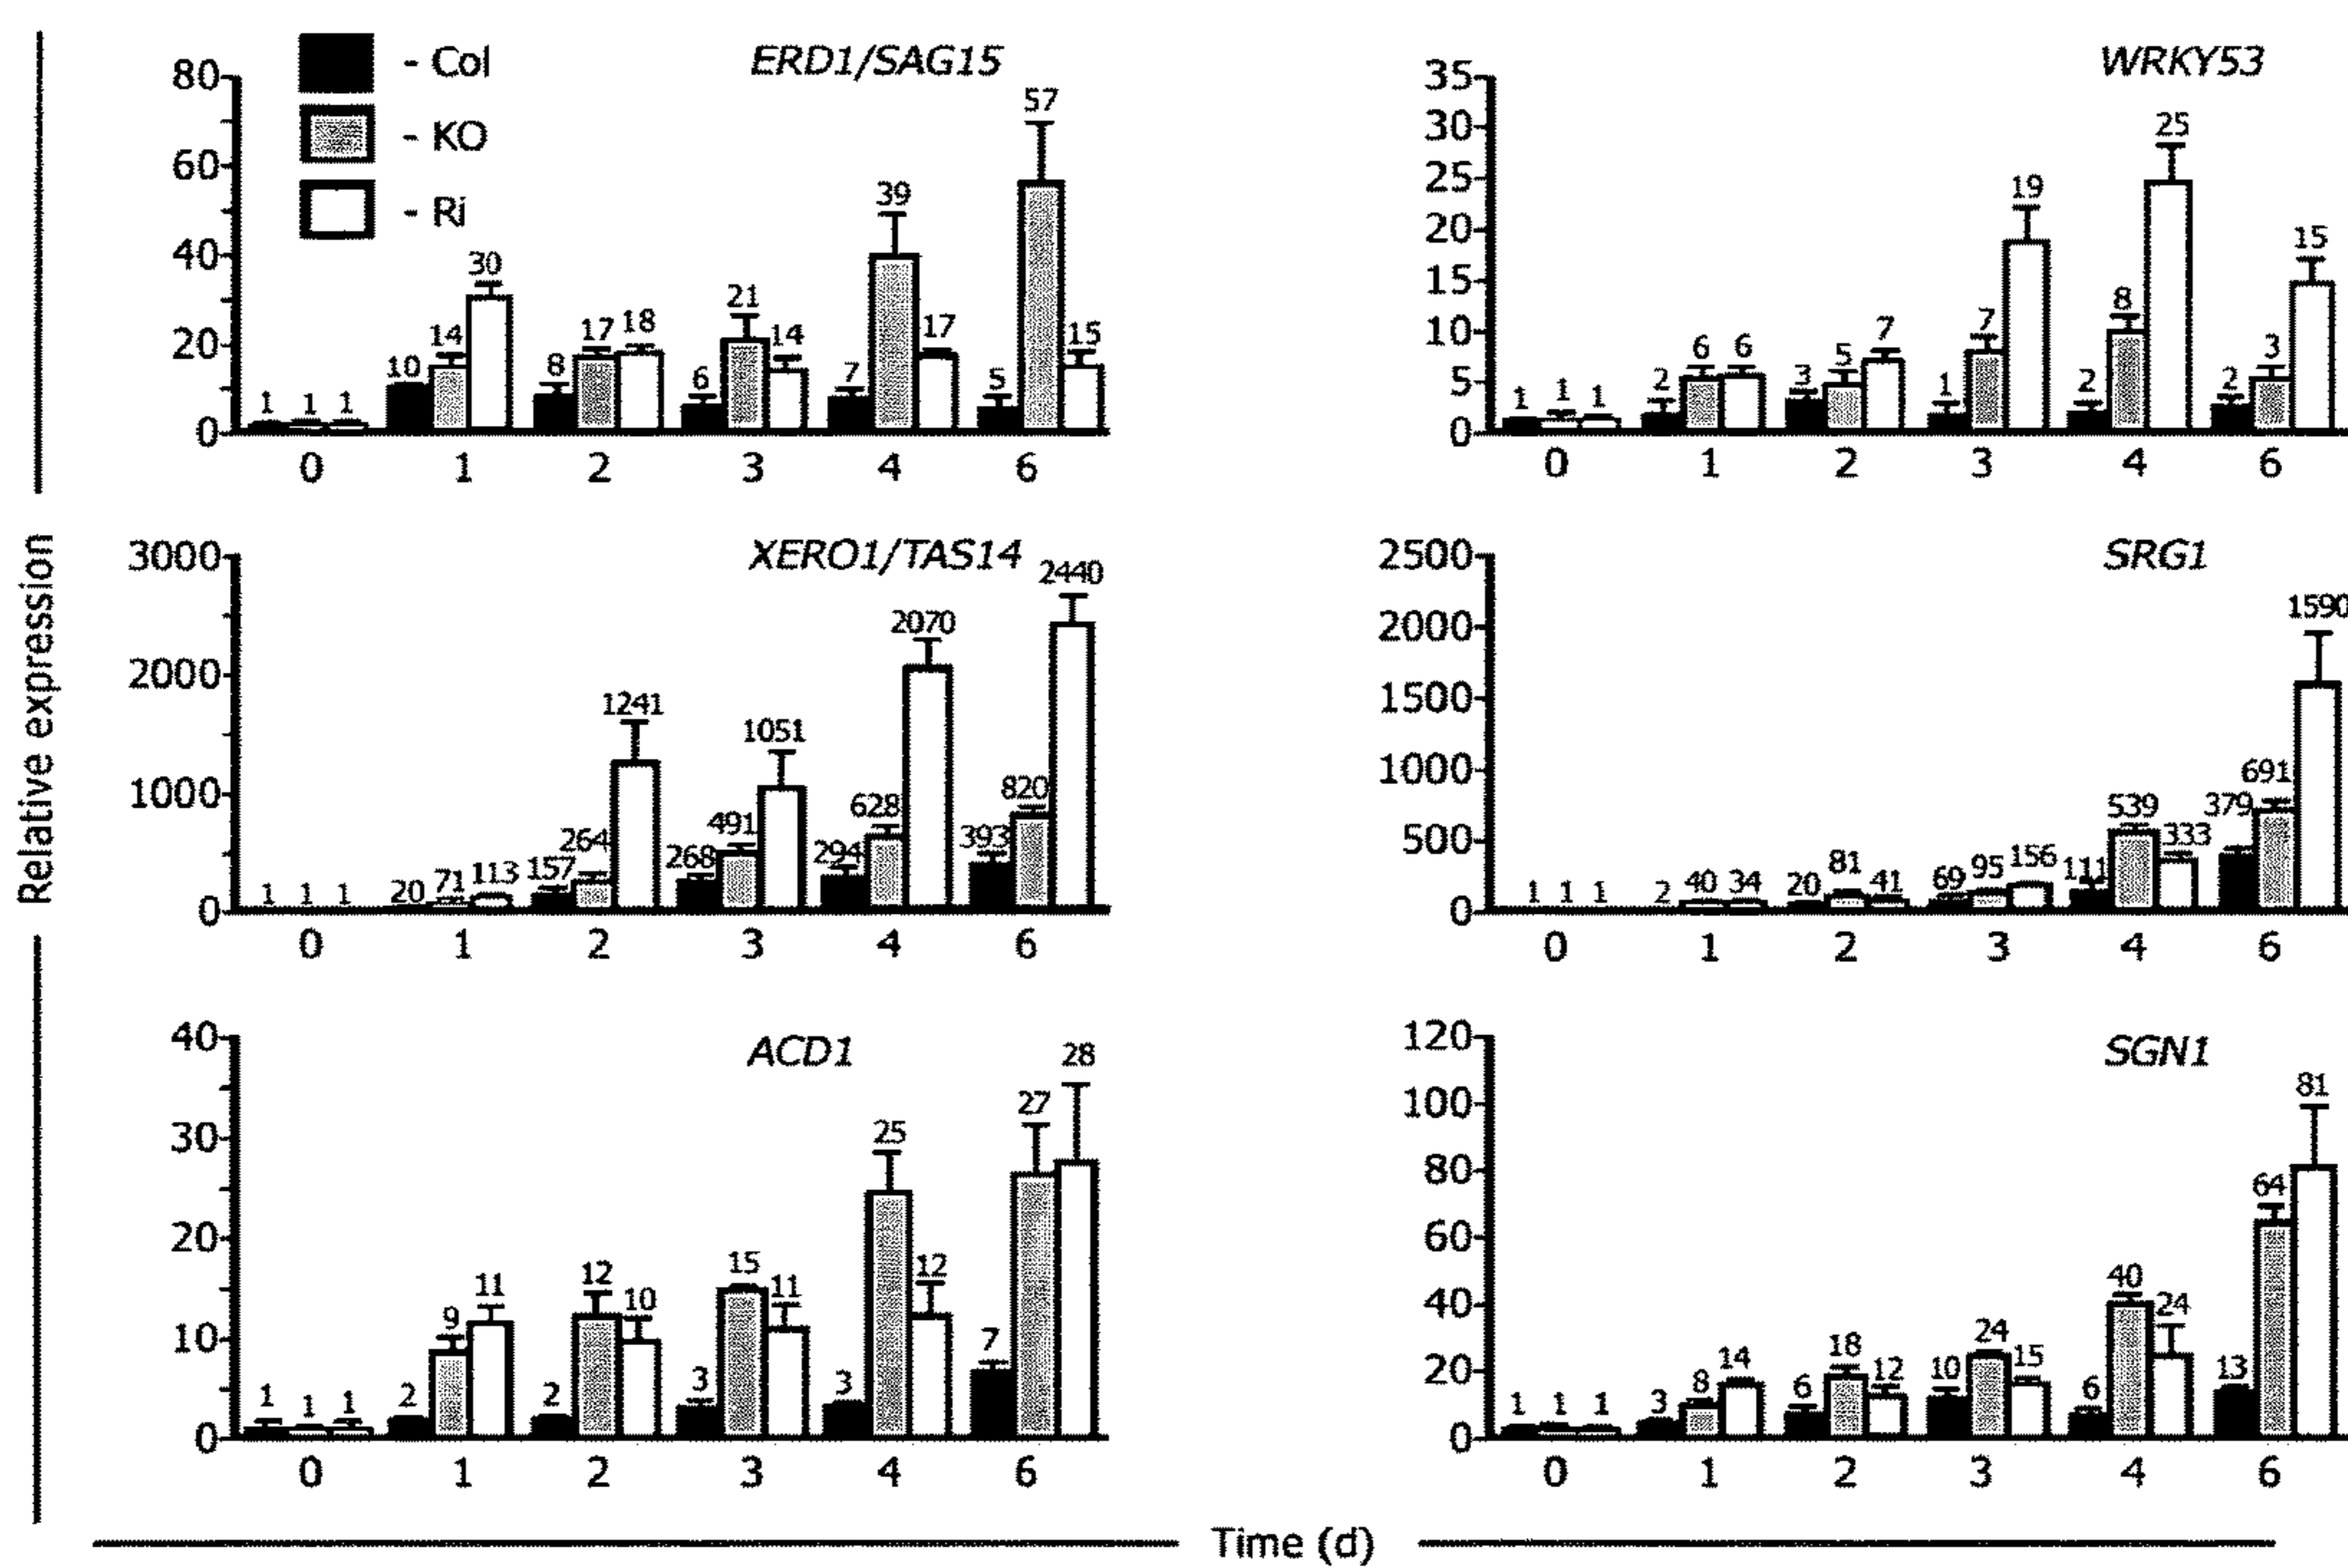 Relative expression
- Col
- KO
- Ri
ERD1/SAG15
80
60
40
20
0
1 1 1
10 14 30
8 17 18
6 21 14
7 39 17
5 57 15
0 1 2 3 4 6
WRKY53
35
30
25
20
15
10
5
0
1 1 1
2 6 6
3 5 7
1 7 19
2 8 25
2 3 15
0 1 2 3 4 6
XERO1/TAS14
3000
2000
1000
0
1 1 1
20 71 113
157 264 1241
268 491 1051
294 628 2070
393 820 2440
0 1 2 3 4 6
SRG1
2500
2000
1500
1000
500
0
1 1 1
2 40 34
20 81 41
69 95 156
111 539 333
379 691 1590
0 1 2 3 4 6
ACD1
40
30
20
10
0
1 1 1
2 9 11
2 12 10
3 15 11
3 25 12
7 27 28
0 1 2 3 4 6
SGN1
120
100
80
60
40
20
0
1 1 1
3 8 14
6 18 12
10 24 15
6 40 24
13 64 81
0 1 2 3 4 6
Time (d)